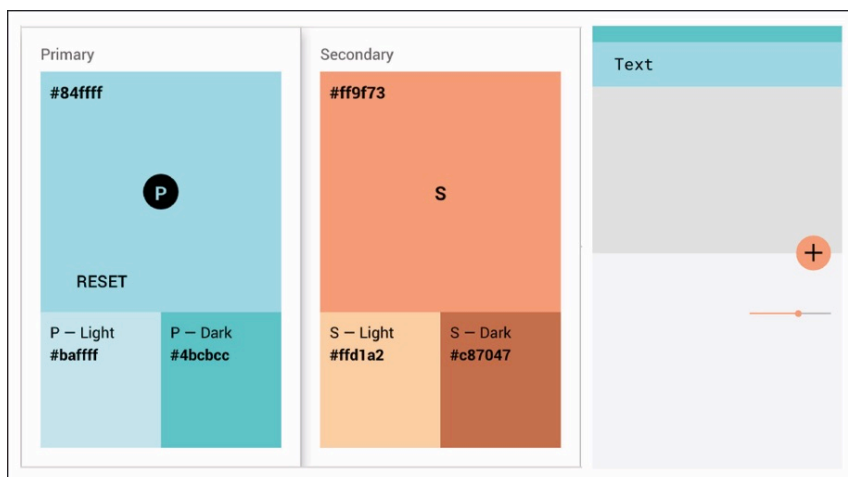 Primary
#84ffff
P
RESET
P — Light
#baffff
P — Dark
#4bcbcc
Secondary
#ff9f73
S
S — Light
#ffd1a2
S — Dark
#c87047
Text
+